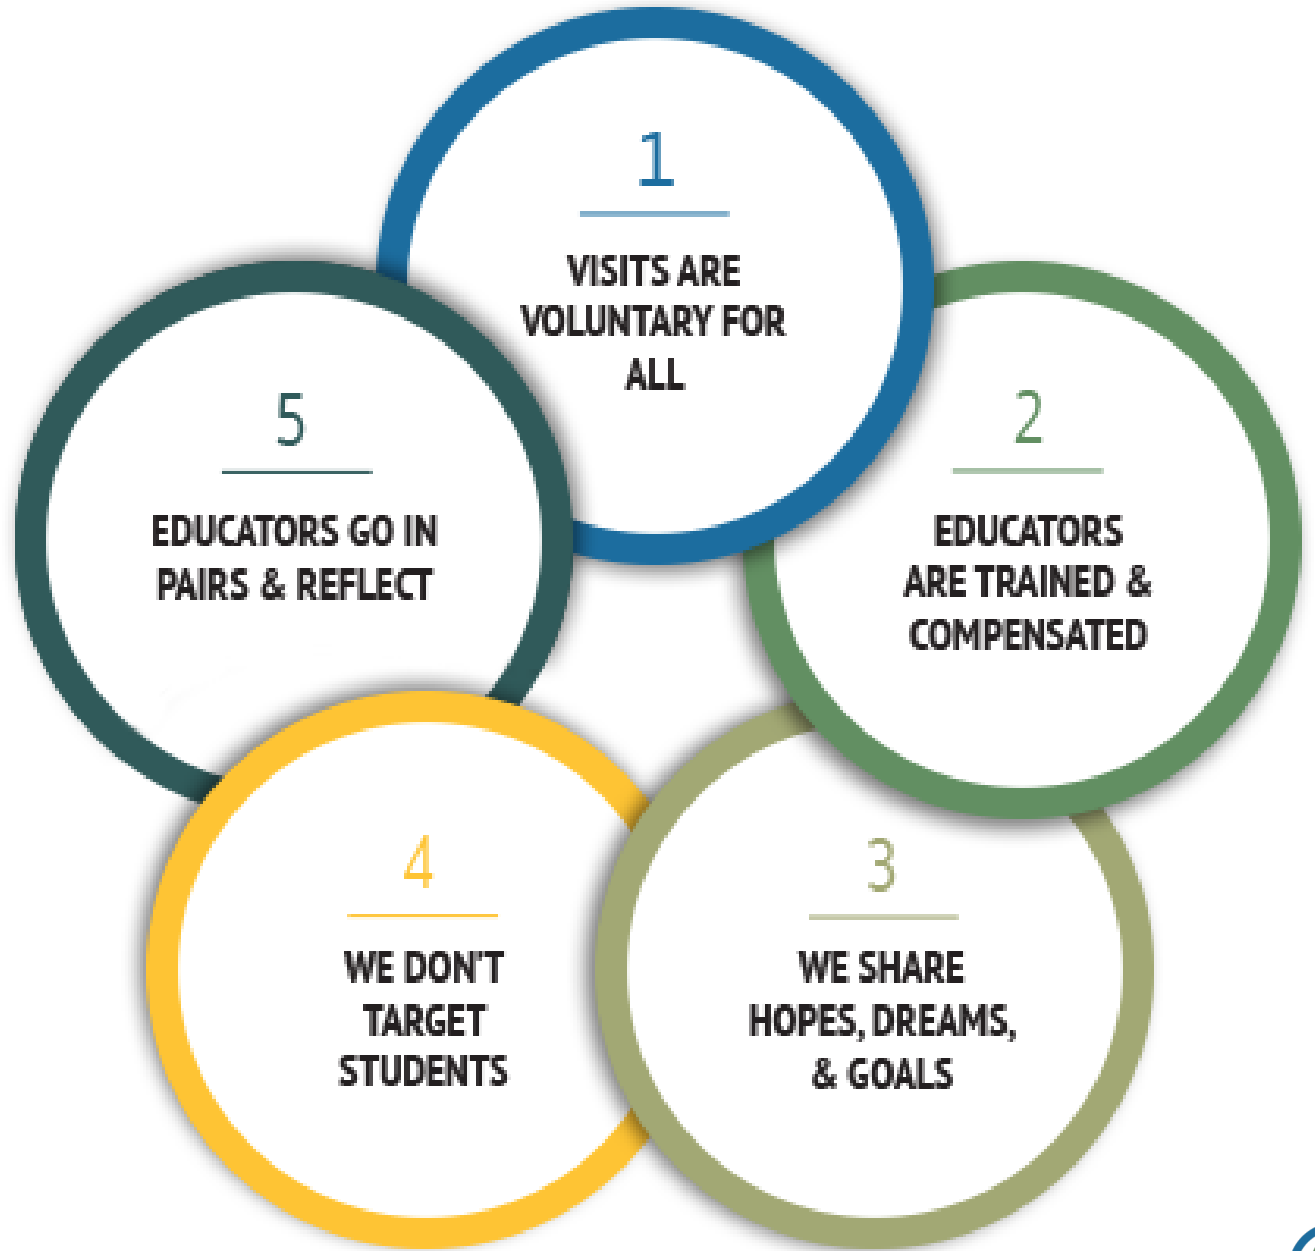 1
VISITS ARE
VOLUNTARY FOR
ALL
2
EDUCATORS
ARE TRAINED &
COMPENSATED
3
WE SHARE
HOPES, DREAMS,
& GOALS
4
WE DON'T
TARGET
STUDENTS
5
EDUCATORS GO IN
PAIRS & REFLECT